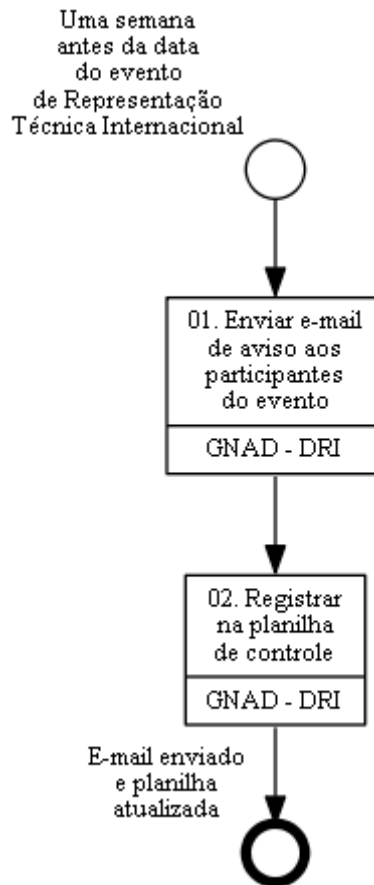 Uma semana
antes da data
do evento
de Representação
Técnica Internacional
01. Enviar e-mail
de aviso aos
participantes
do evento
GNAD - DRI
02. Registrar
na planilha
de controle
GNAD - DRI
E-mail enviado
e planilha
atualizada